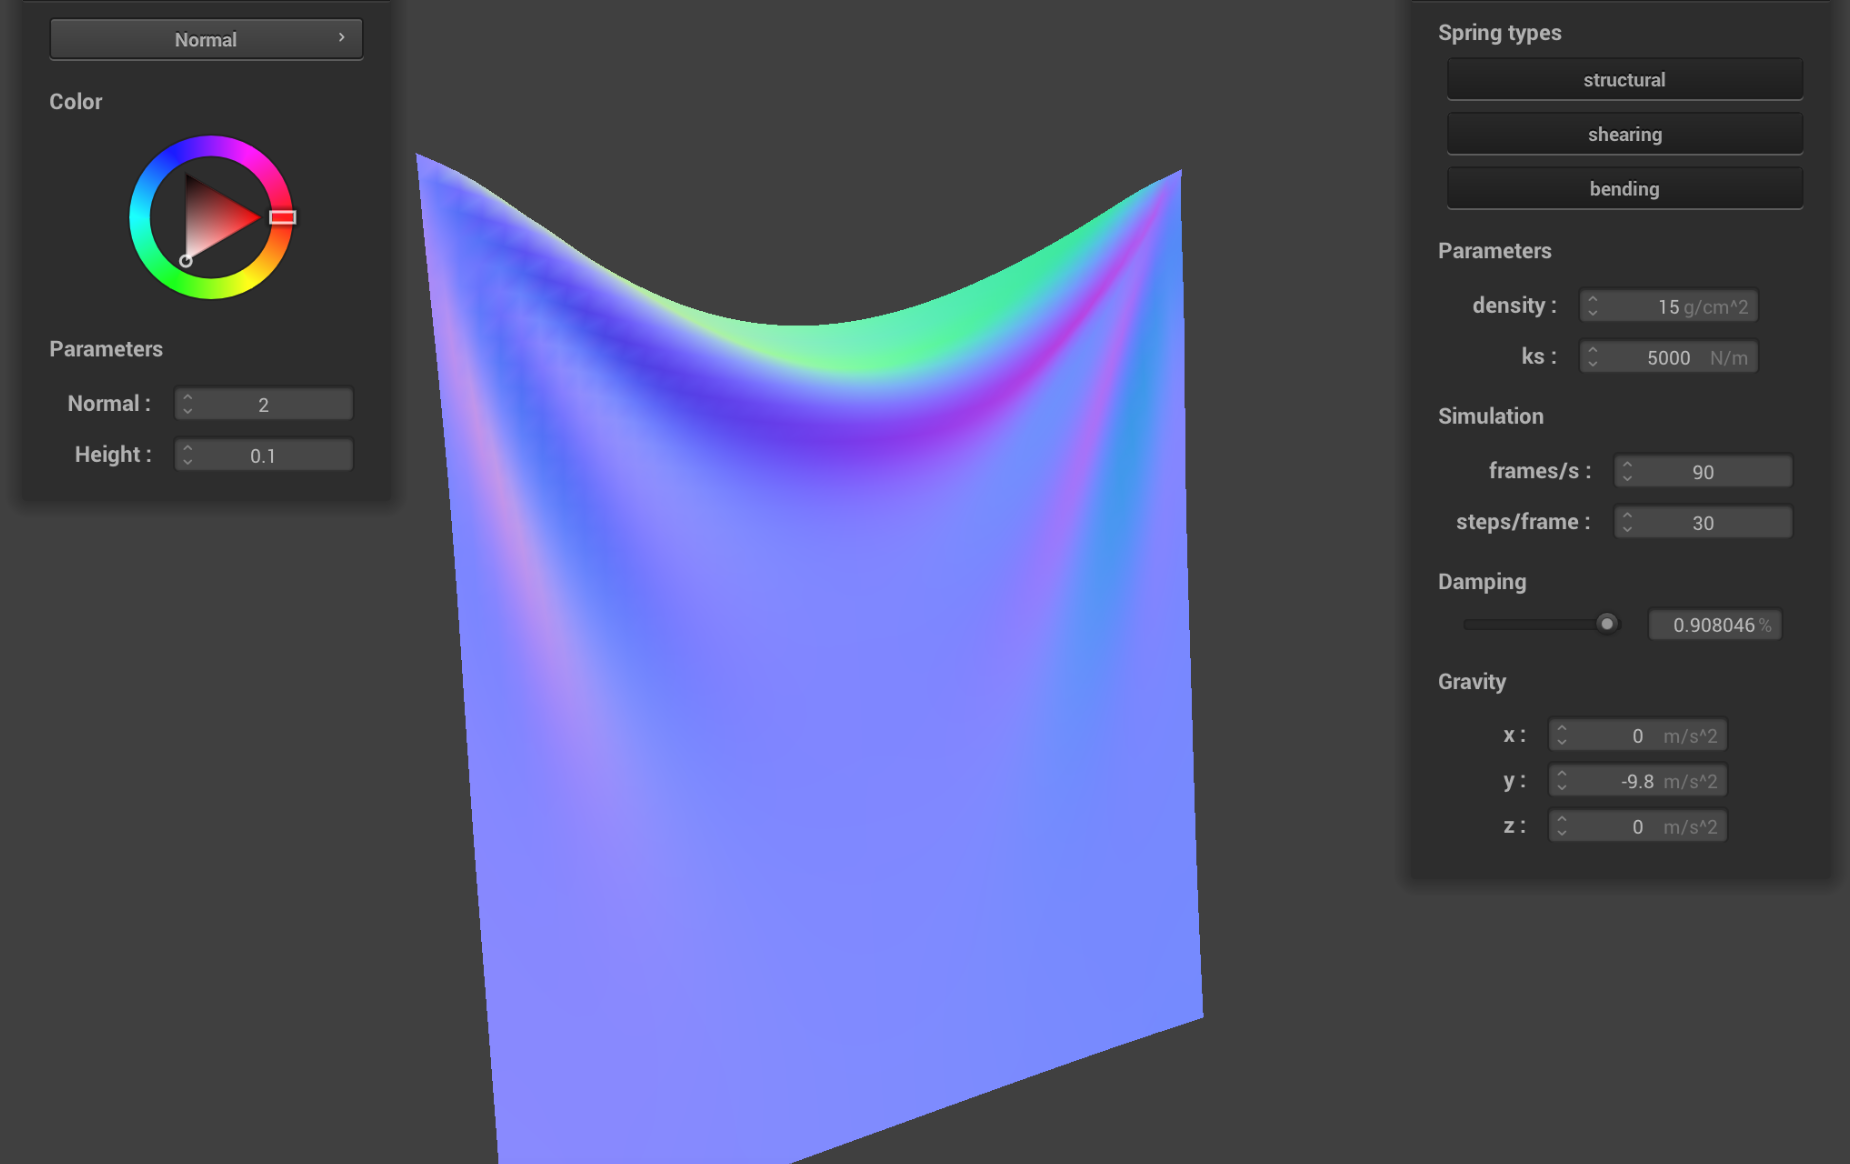 Normal ›
Color
Parameters
Normal : 2
Height : 0.1
Spring types
structural
shearing
bending
Parameters
density : 15 g/cm^2
ks : 5000 N/m
Simulation
frames/s : 90
steps/frame : 30
Damping
0.908046 %
Gravity
x : 0 m/s^2
y : -9.8 m/s^2
z : 0 m/s^2